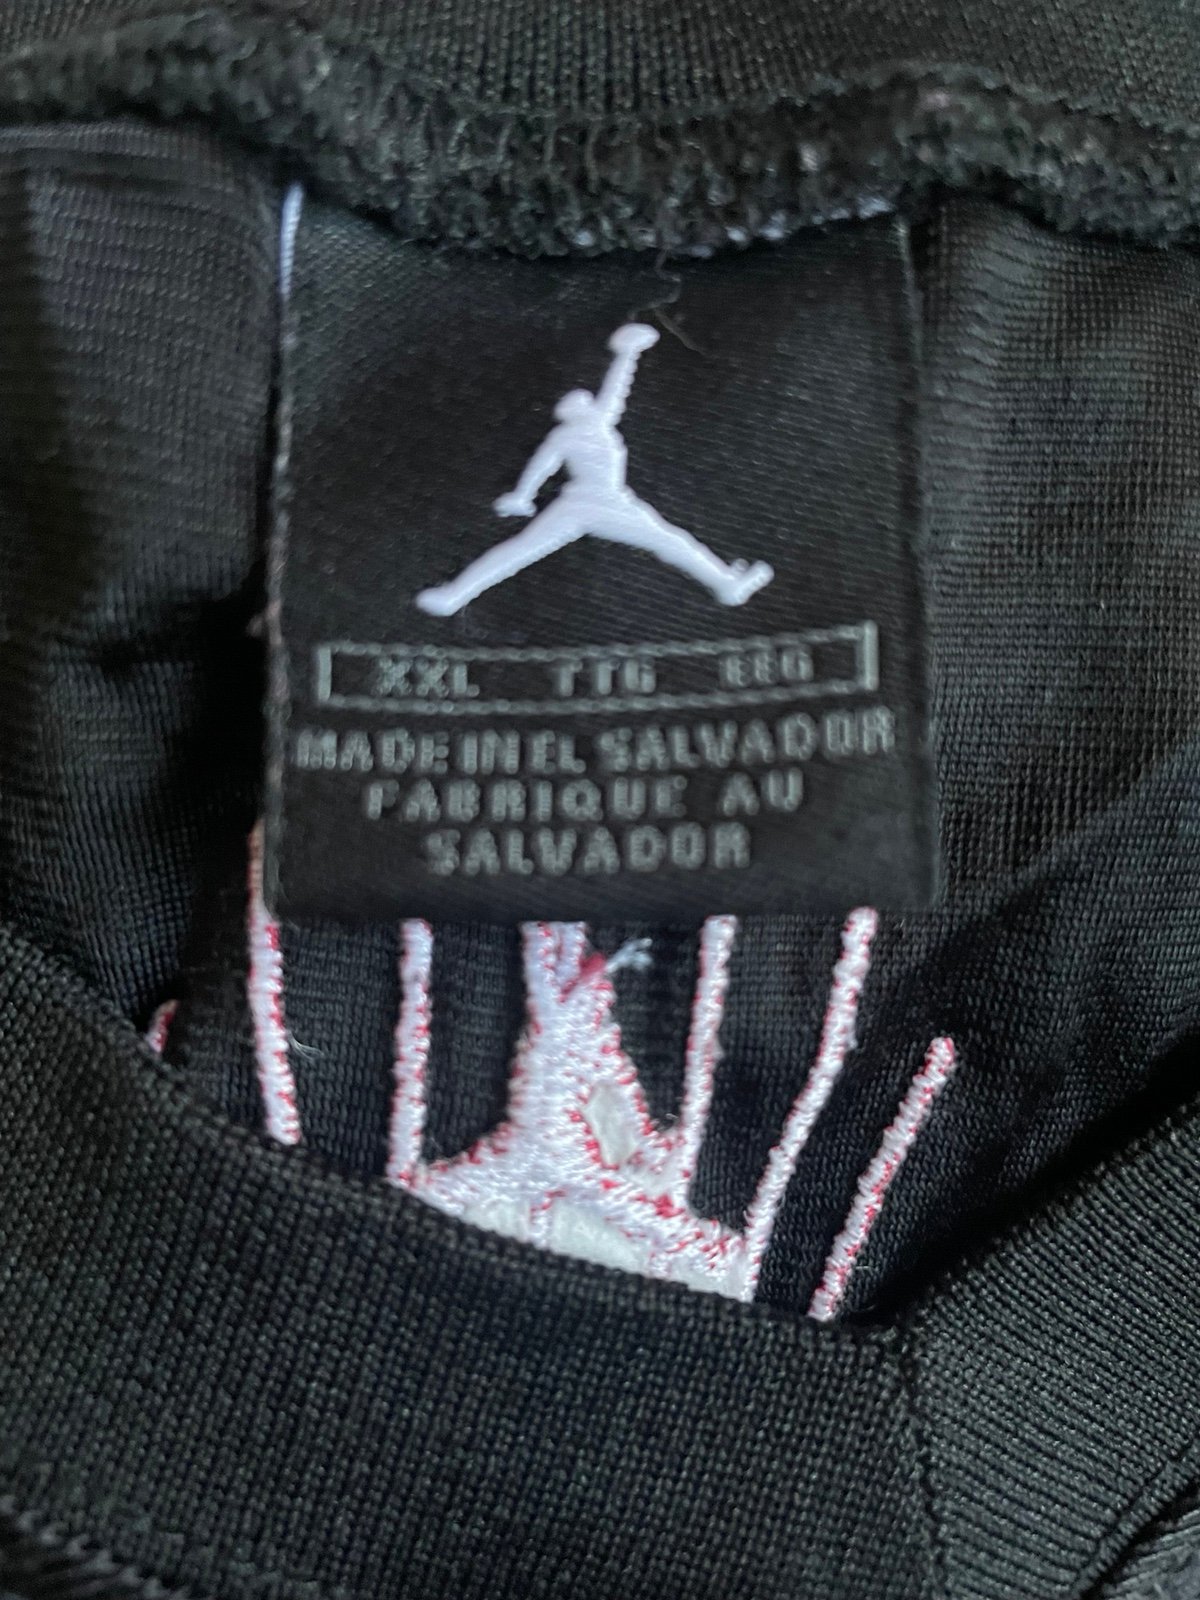 XXL TTG EEG
MADE IN EL SALVADOR
FABRIQUE AU
SALVADOR